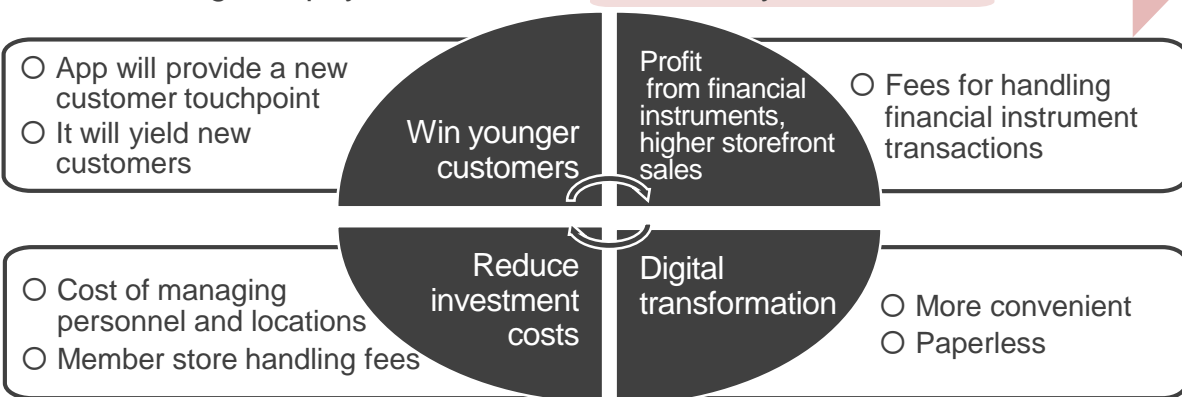 ○ App will provide a new
customer touchpoint
○ It will yield new
customers
Win younger
customers
Profit
from financial
instruments,
higher storefront
sales
○ Fees for handling
financial instrument
transactions
○ Cost of managing
personnel and locations
○ Member store handling fees
Reduce
investment
costs
Digital
transformation
○ More convenient
○ Paperless